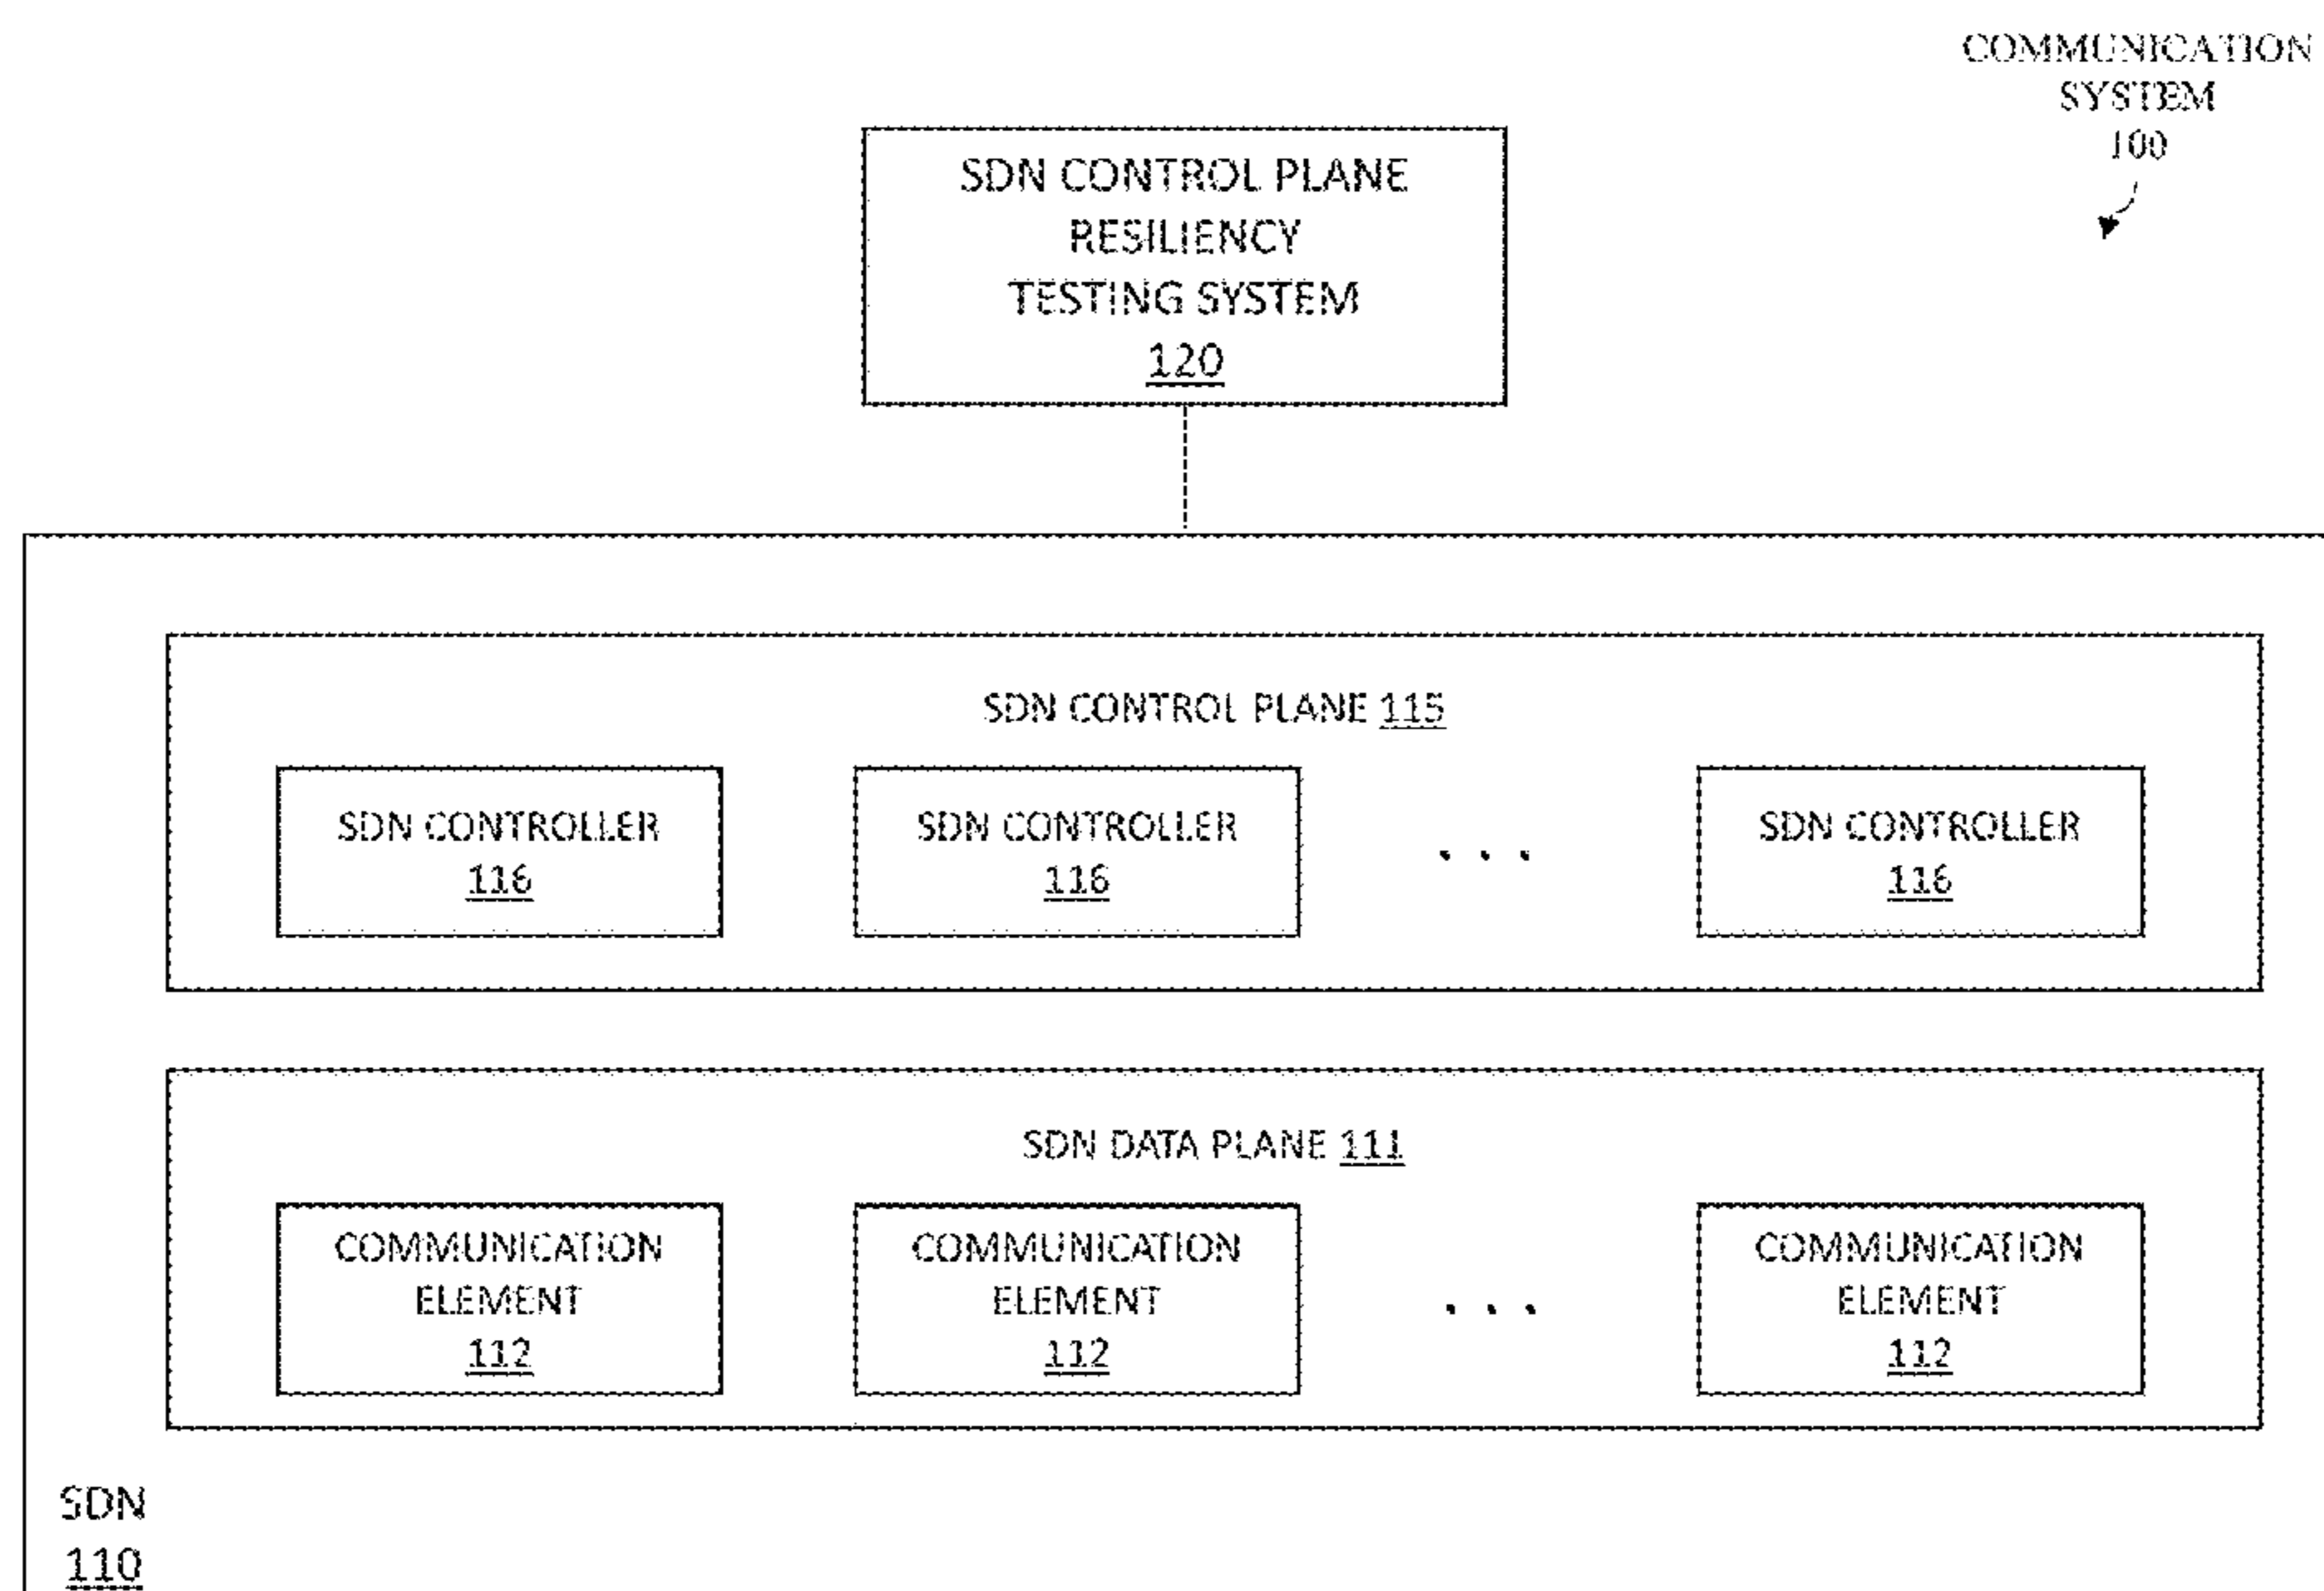 COMMUNICATION
SYSTEM
100
SDN CONTROL PLANE
RESILIENCY
TESTING SYSTEM
120
SDN CONTROL PLANE 115
SDN CONTROLLER
116
SDN CONTROLLER
116
. . .
SDN CONTROLLER
116
SDN DATA PLANE 111
COMMUNICATION
ELEMENT
112
COMMUNICATION
ELEMENT
112
. . .
COMMUNICATION
ELEMENT
112
SDN
110